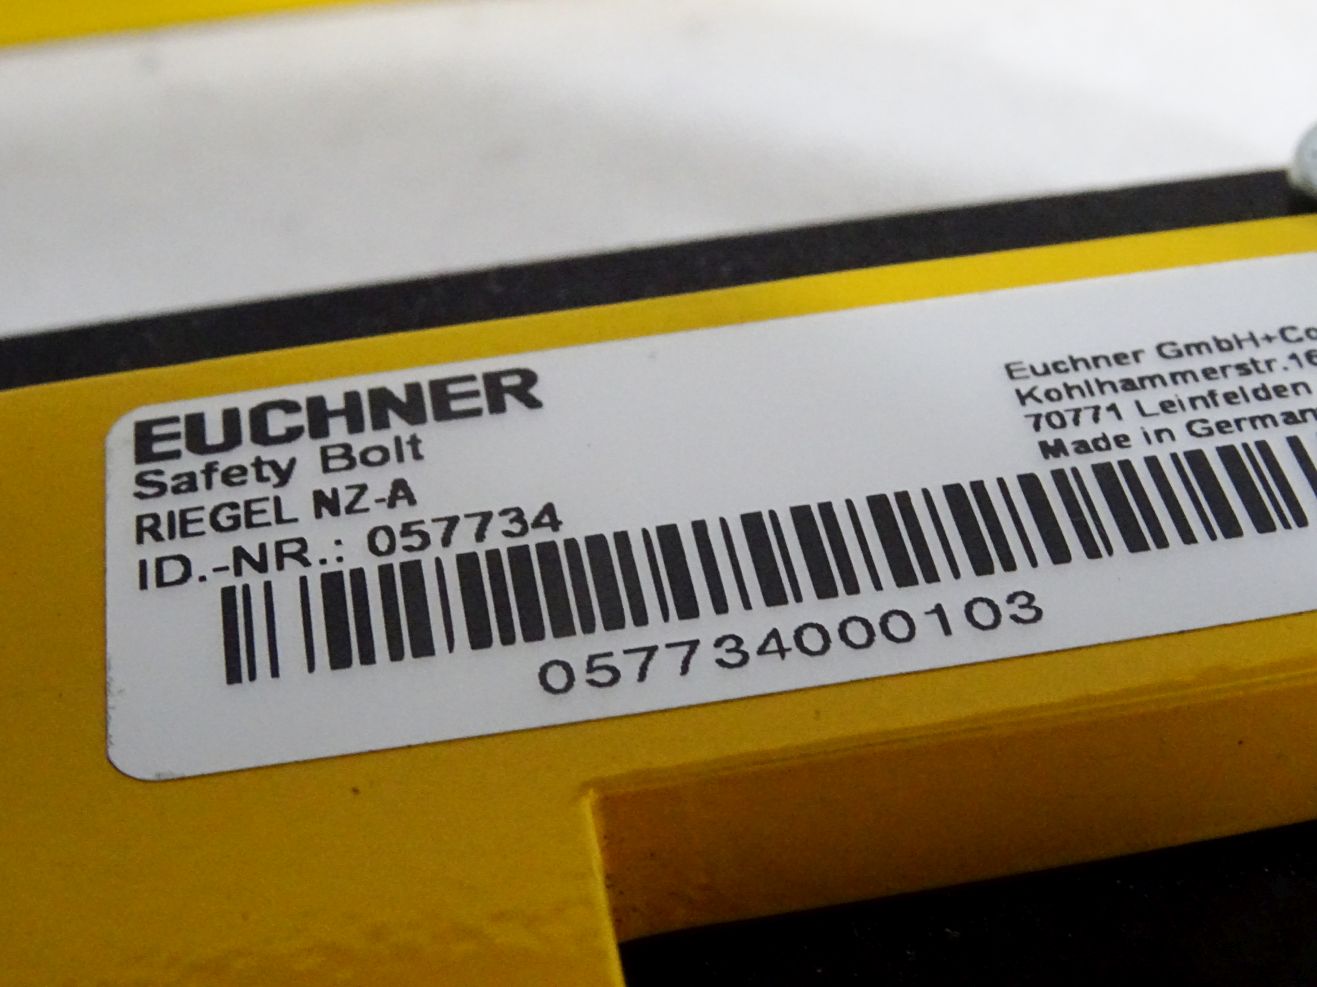 EUCHNER
Safety Bolt
RIEGEL NZ-A
ID.-NR.: 057734
Euchner GmbH+Co
Kohlhammerstr.16
70771 Leinfelden
Made in German
057734000103